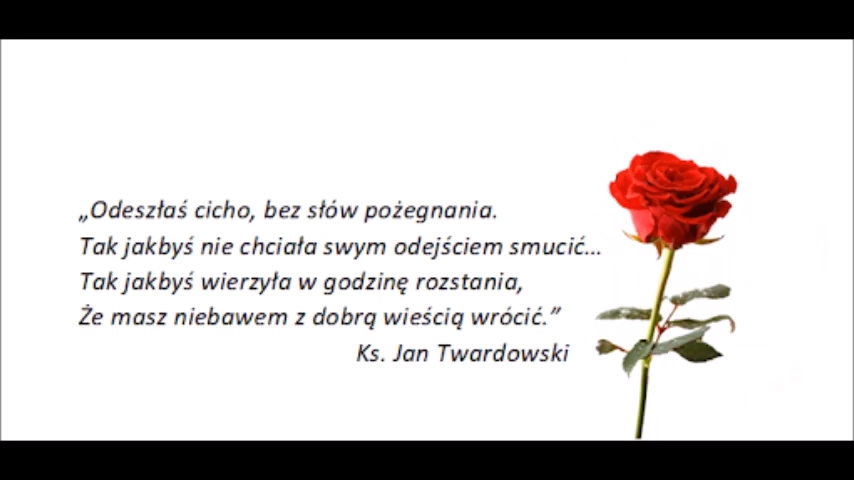 „Odeszłaś cicho, bez słów pożegnania.
Tak jakbyś nie chciała swym odejściem smucić...
Tak jakbyś wierzyła w godzinę rozstania,
Że masz niebawem z dobrą wieścią wrócić.”
Ks. Jan Twardowski